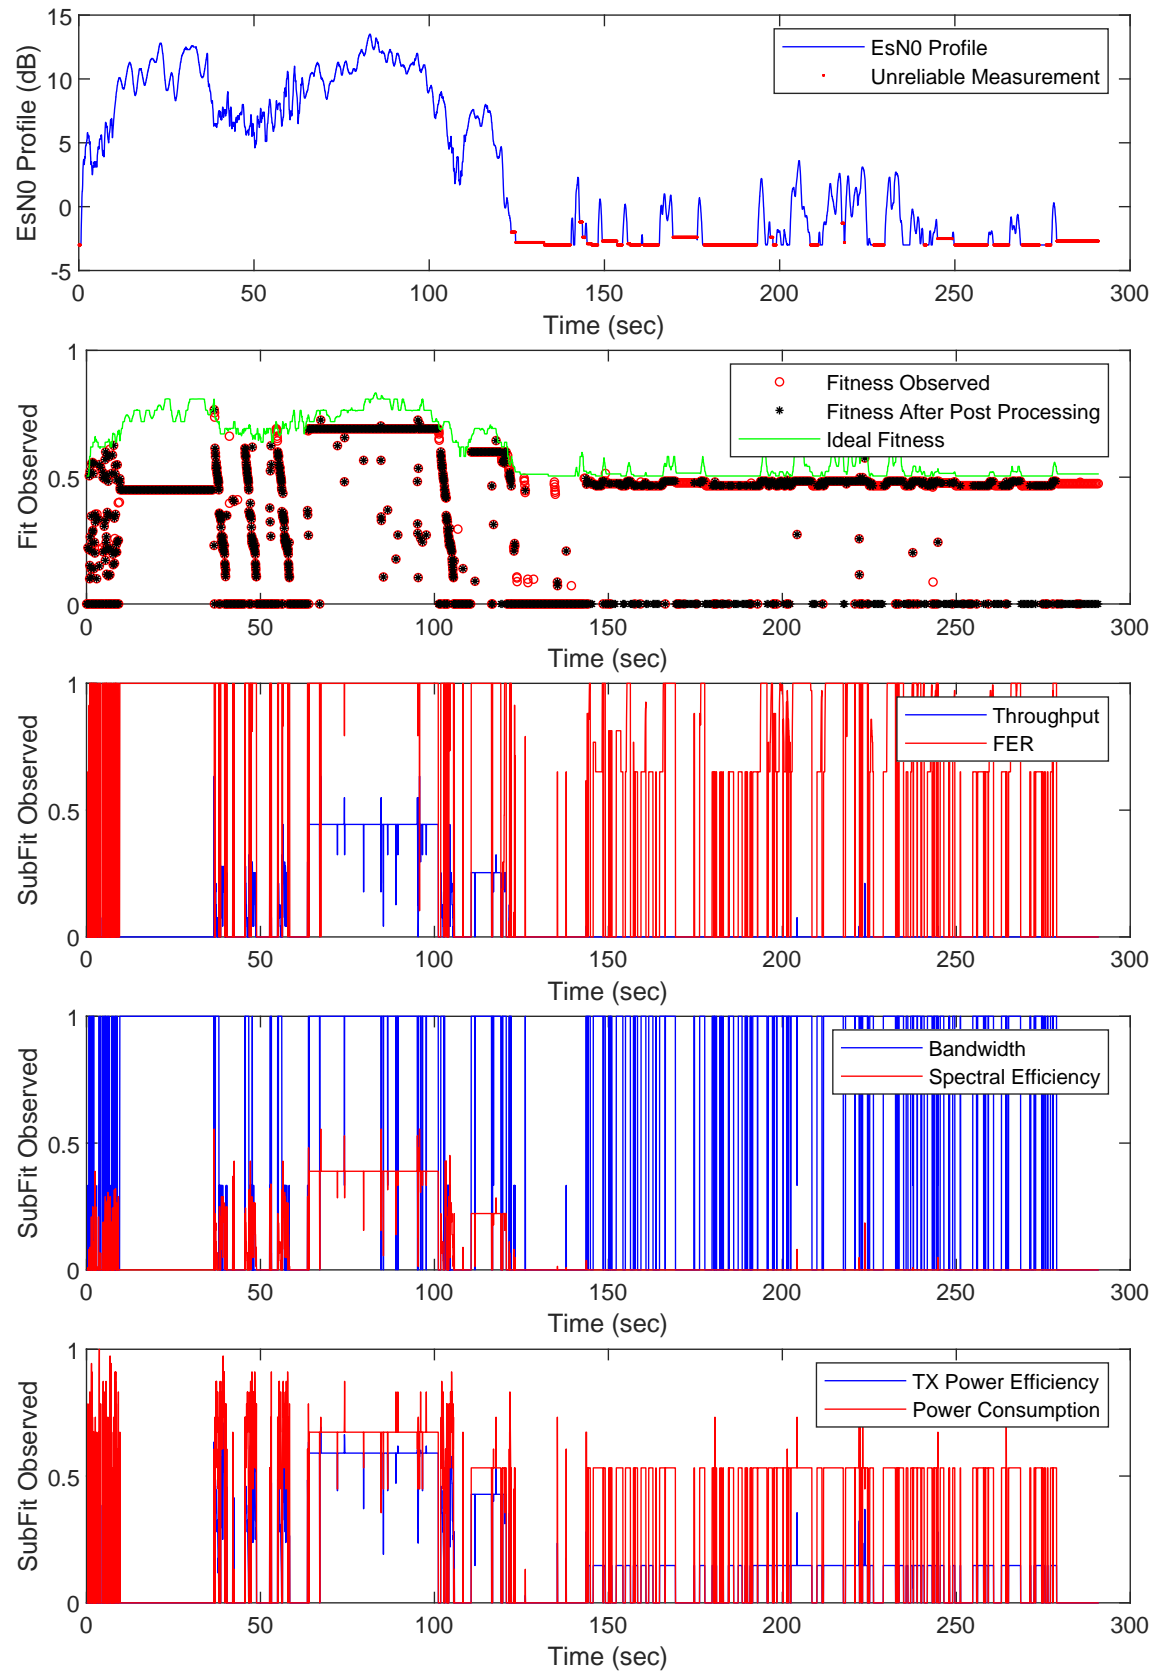 15
10
5
0
-5
EsN0 Profile (dB)
EsN0 Profile
Unreliable Measurement
0 50 100 150 200 250 300
Time (sec)
1
0.5
0
Fit Observed
Fitness Observed
Fitness After Post Processing
Ideal Fitness
0 50 100 150 200 250 300
Time (sec)
1
0.5
0
SubFit Observed
Throughput
FER
0 50 100 150 200 250 300
Time (sec)
1
0.5
0
SubFit Observed
Bandwidth
Spectral Efficiency
0 50 100 150 200 250 300
Time (sec)
1
0.5
0
SubFit Observed
TX Power Efficiency
Power Consumption
0 50 100 150 200 250 300
Time (sec)